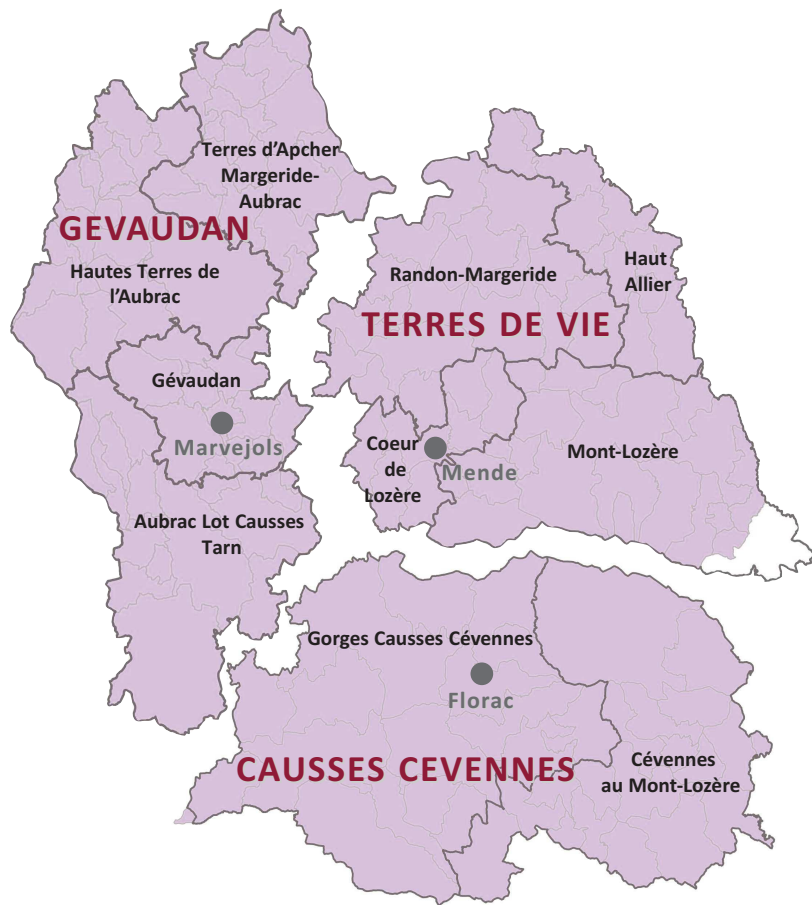 Terres d'Apcher
Margeride-
Aubrac
GEVAUDAN
Hautes Terres de
l'Aubrac
Gévaudan
Marvejols
Aubrac Lot Causses
Tarn
Randon-Margeride
Haut
Allier
TERRES DE VIE
Coeur
de
Lozère
Mende
Mont-Lozère
Gorges Causses Cévennes
Florac
CAUSSES CEVENNES
Cévennes
au Mont-Lozère